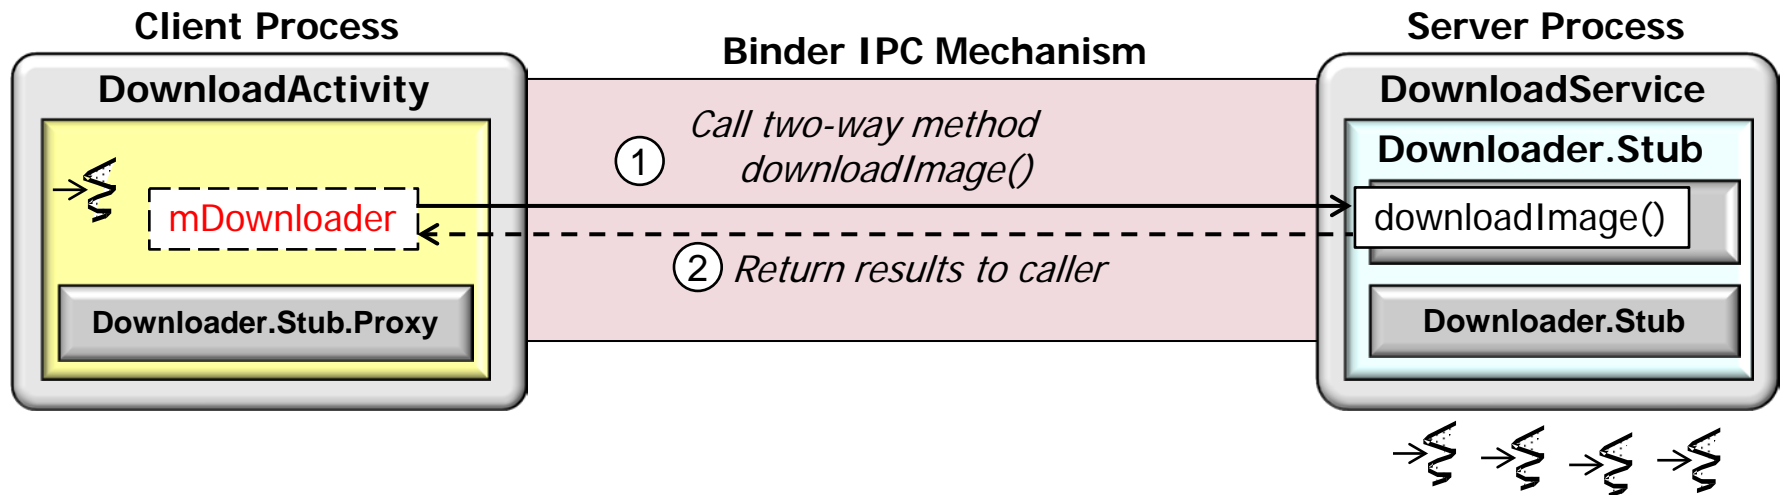 Client Process
DownloadActivity
mDownloader
Downloader.Stub.Proxy
Binder IPC Mechanism
1
Call two-way method
downloadImage()
2
Return results to caller
Server Process
DownloadService
Downloader.Stub
downloadImage()
Downloader.Stub